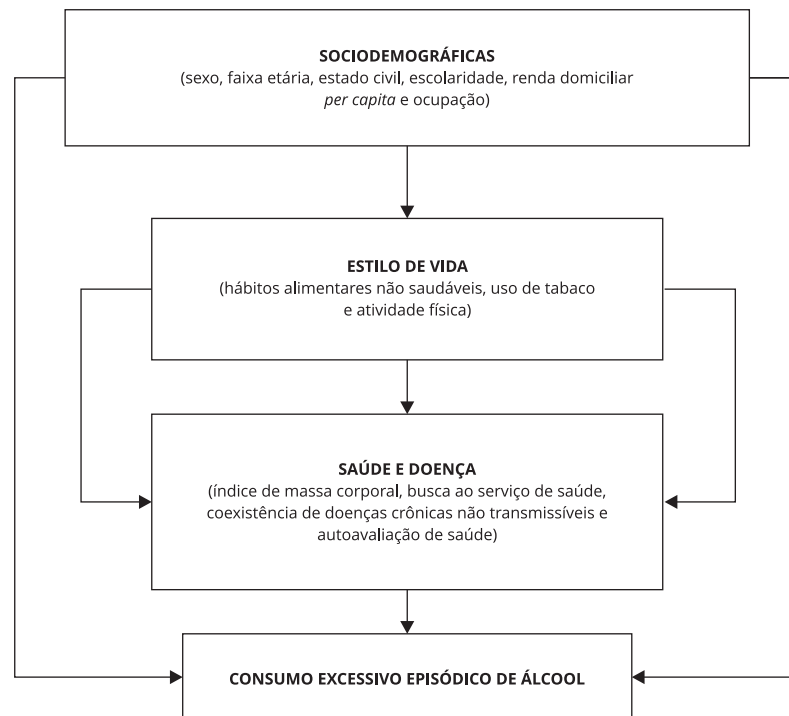 SOCIODEMOGRÁFICAS
(sexo, faixa etária, estado civil, escolaridade, renda domiciliar
per capita e ocupação)
ESTILO DE VIDA
(hábitos alimentares não saudáveis, uso de tabaco
e atividade física)
SAÚDE E DOENÇA
(índice de massa corporal, busca ao serviço de saúde,
coexistência de doenças crônicas não transmissíveis e
autoavaliação de saúde)
CONSUMO EXCESSIVO EPISÓDICO DE ÁLCOOL